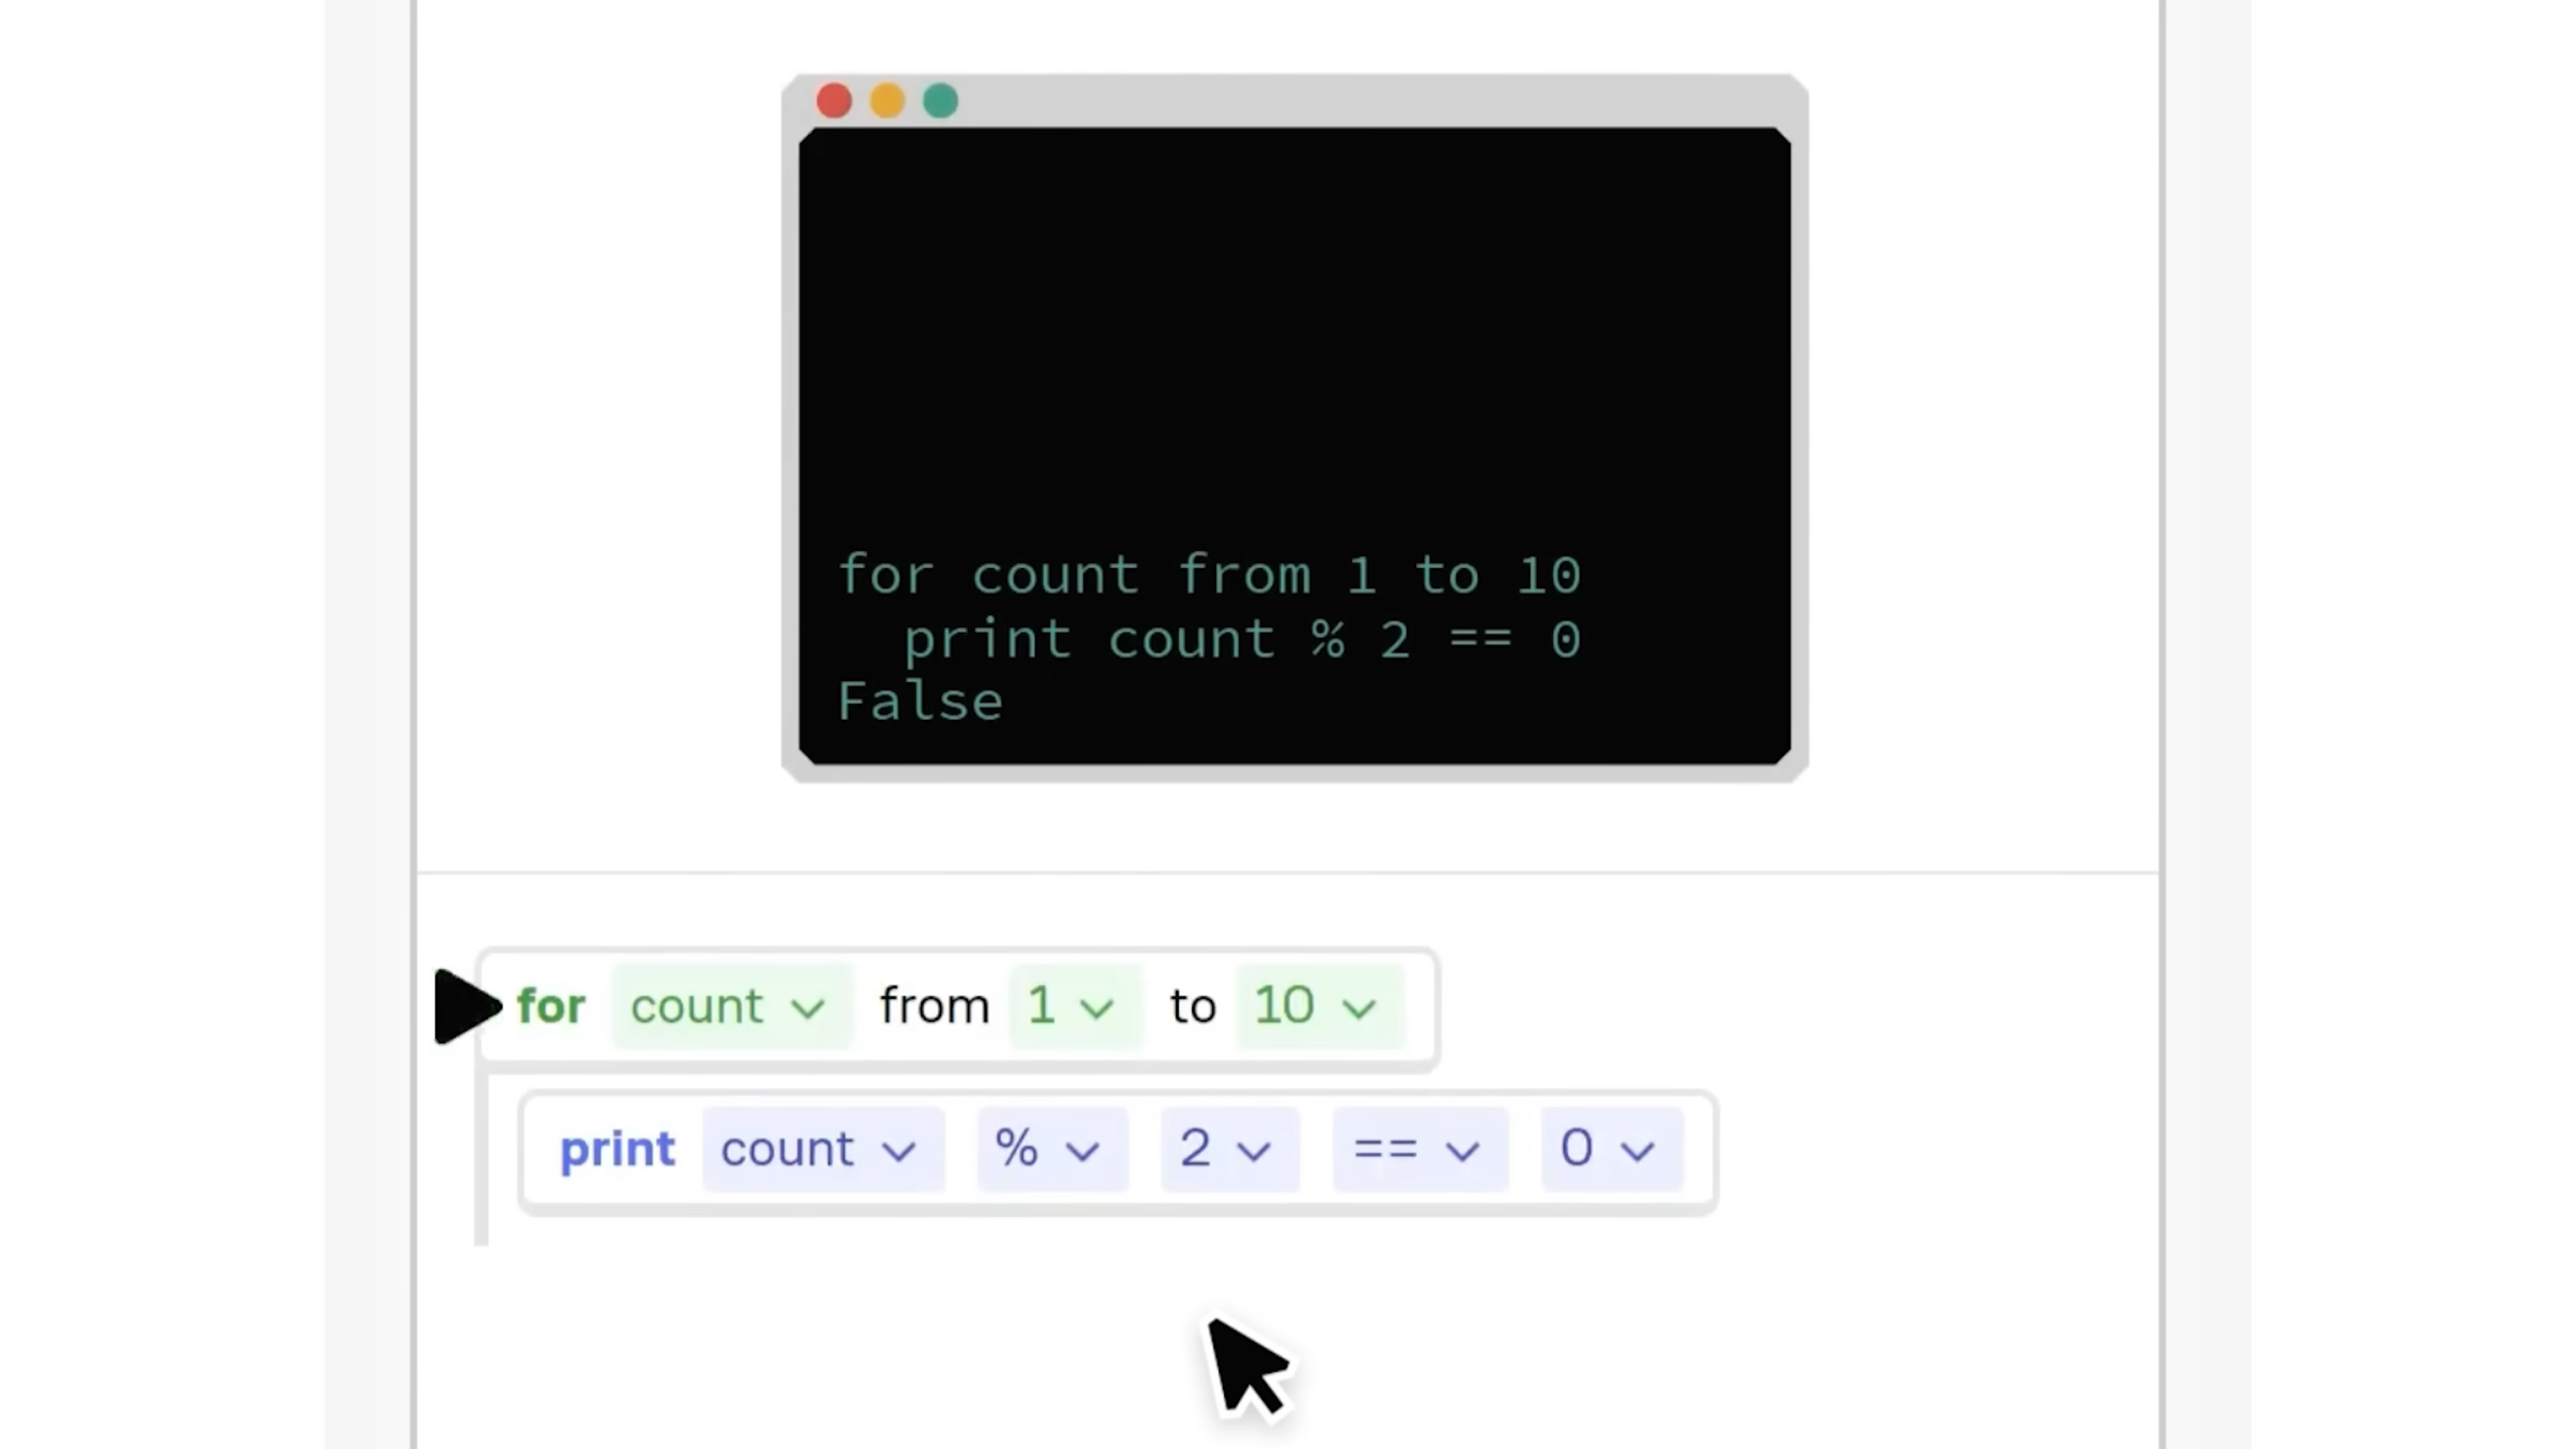 for count from 1 to 10
print count % 2 == 0
False
for count from 1 to 10
print count % 2 == 0